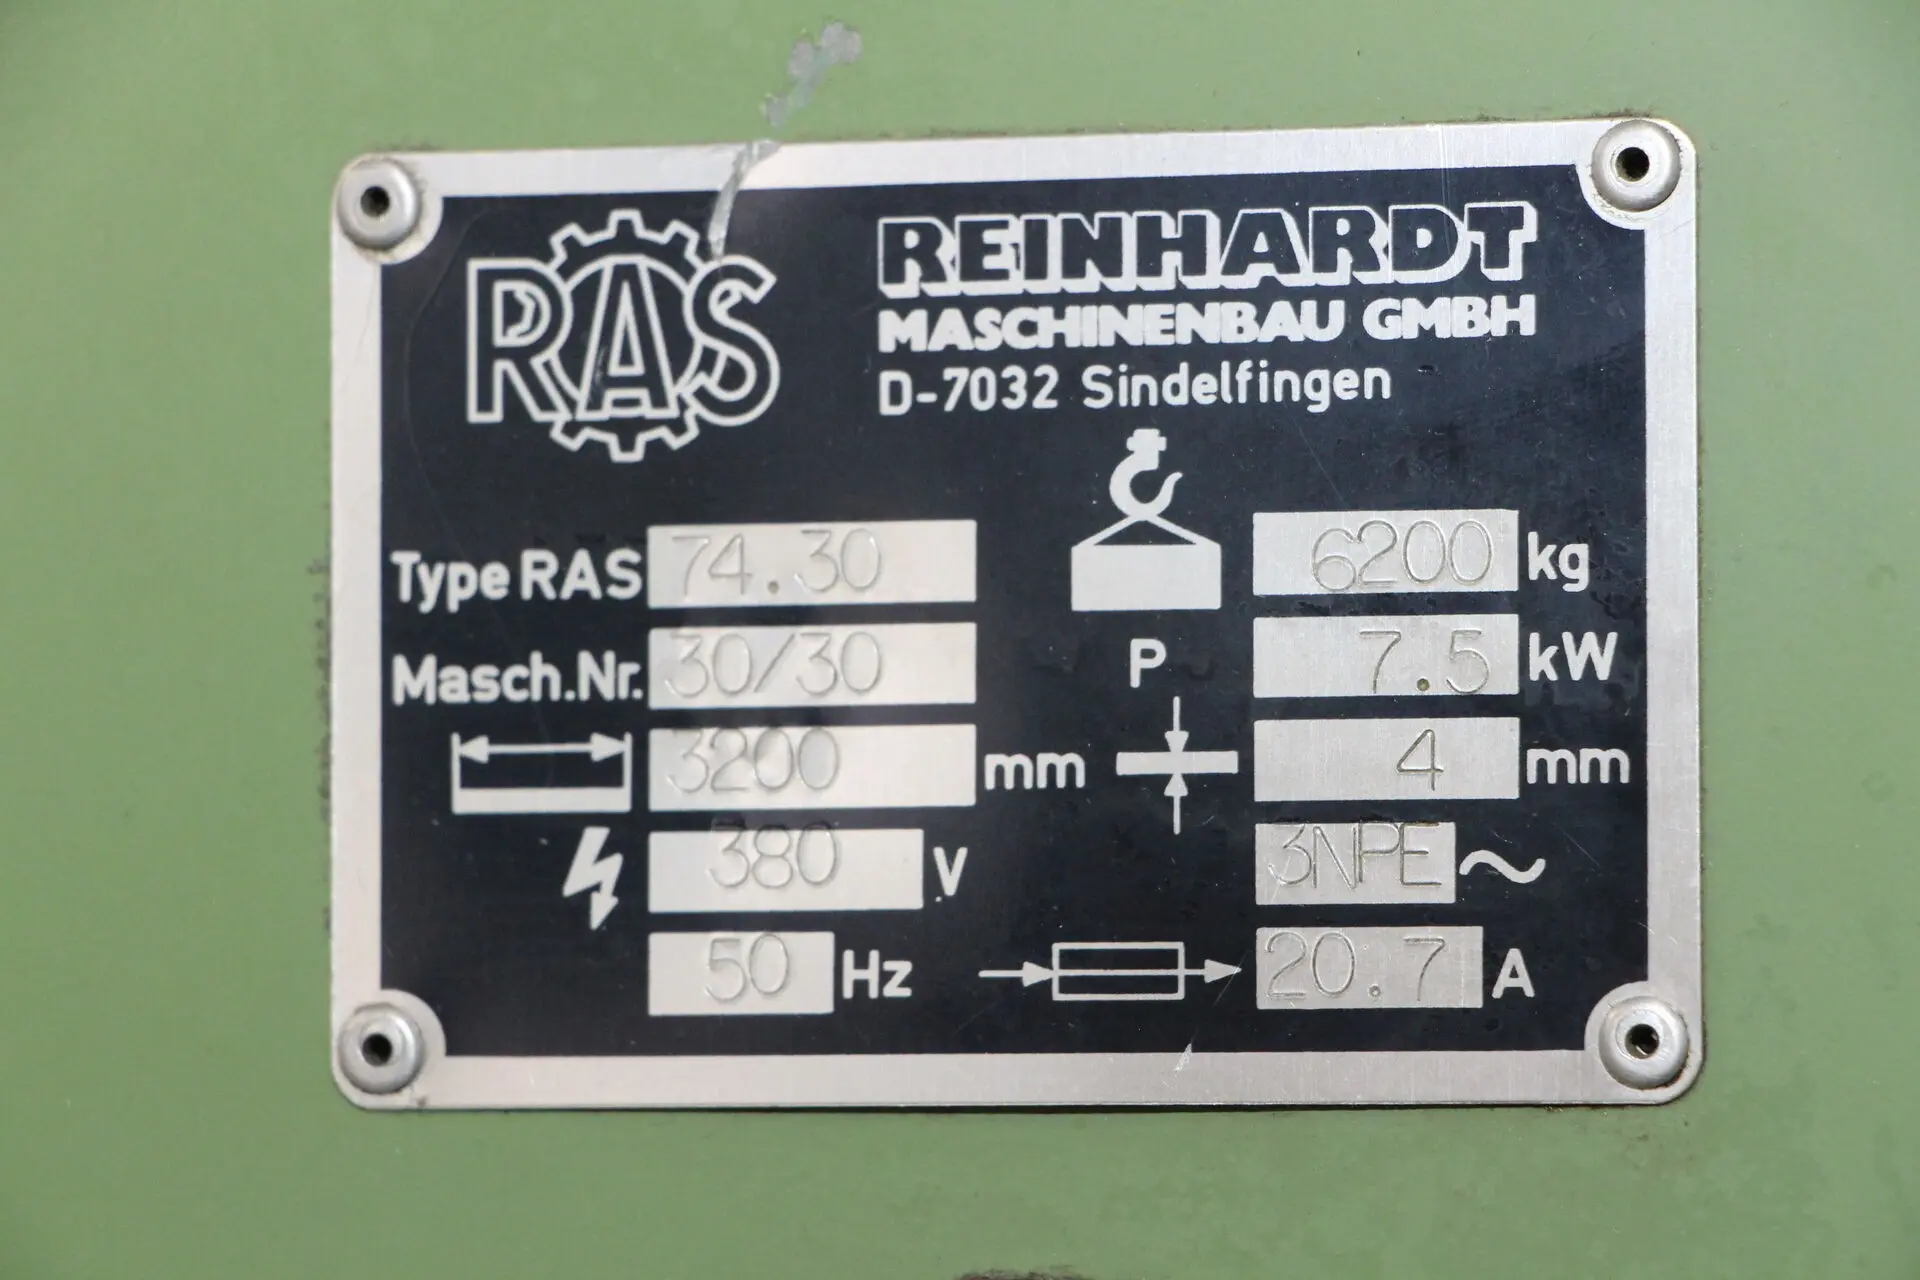 RAS
REINHARDT
MASCHINENBAU GMBH
D-7032 Sindelfingen
Type RAS 74.30
6200 kg
Masch.Nr. 30/30
P 7.5 kW
3200 mm
4 mm
380 V
3NPE ~
50 Hz
20.7 A